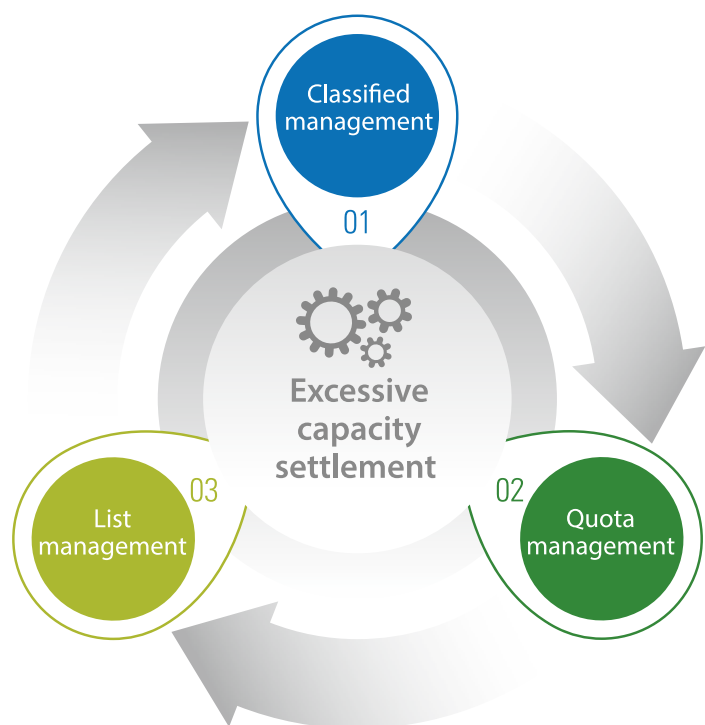 Classified
management
01
Excessive
capacity
settlement
02
Quota
management
03
List
management